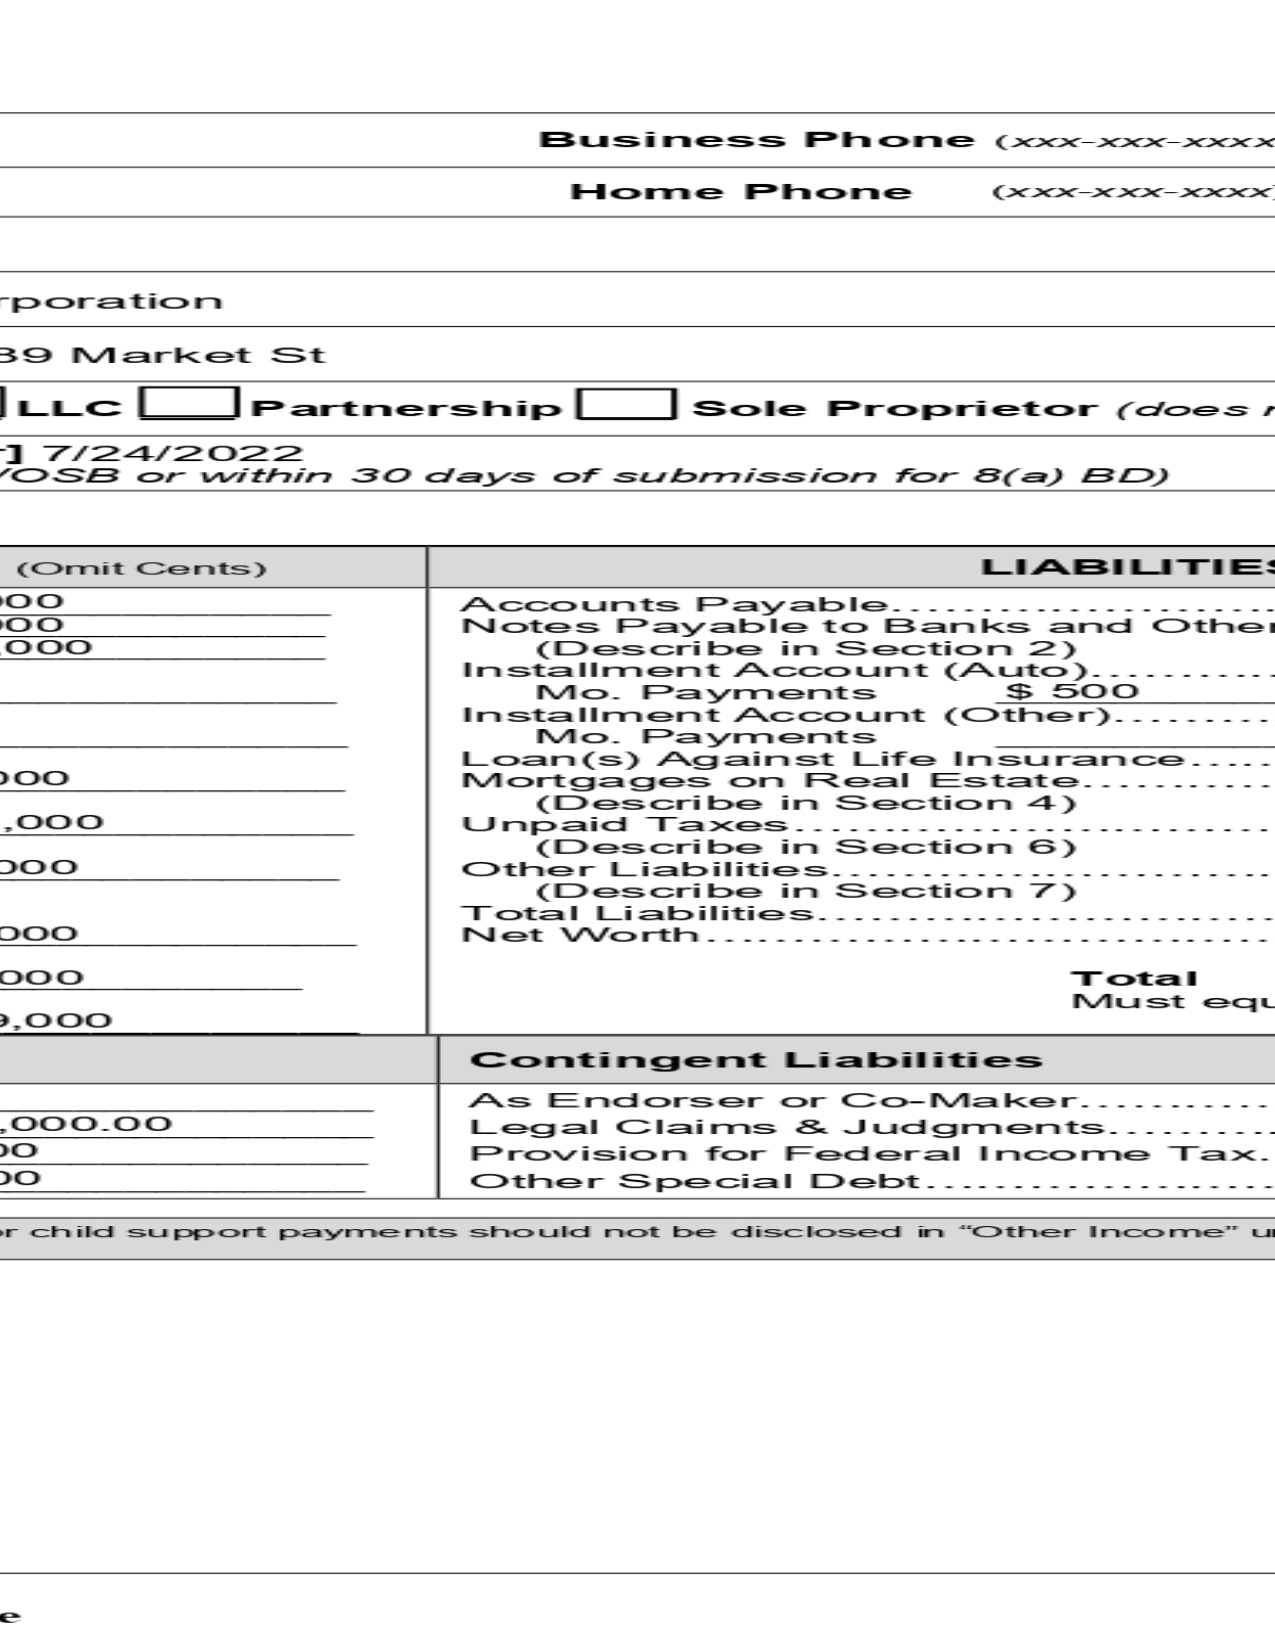 Business Phone (xxx-xxx-xxxx
Home Phone (xxx-xxx-xxxx)
rporation
39 Market St
LLC Partnership Sole Proprietor (does
r] 7/24/2022
VOSB or within 30 days of submission for 8(a) BD)
(Omit Cents)
000
000
,000
000
,000
000
000
000
9,000
LIABILITIES
Accounts Payable
Notes Payable to Banks and Other
(Describe in Section 2)
Installment Account (Auto)
Mo. Payments $ 500
Installment Account (Other)
Mo. Payments
Loan(s) Against Life Insurance
Mortgages on Real Estate
(Describe in Section 4)
Unpaid Taxes
(Describe in Section 6)
Other Liabilities
(Describe in Section 7)
Total Liabilities
Net Worth
Total
Must equ
,000.00
00
00
Contingent Liabilities
As Endorser or Co-Maker
Legal Claims & Judgments
Provision for Federal Income Tax
Other Special Debt
or child support payments should not be disclosed in “Other Income” un
e